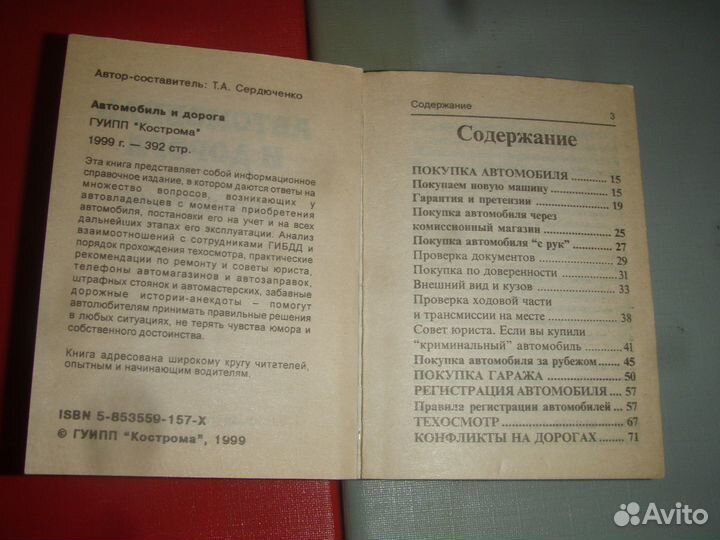 Автор-составитель: Т.А. Сердюченко
Автомобиль и дорога
ГУИПП "Кострома"
1999 г. — 392 стр.
Эта книга представляет собой информационное
справочное издание, в котором даются ответы на
множество вопросов, возникающих у
автовладельцев с момента приобретения
автомобиля, постановки его на учет и на всех
дальнейших этапах его эксплуатации. Анализ
взаимоотношений с сотрудниками ГИБДД и
порядок прохождения техосмотра, практические
рекомендации по ремонту и советы юриста,
телефоны автомагазинов и автозаправок,
штрафных стоянок и автомастерских, забавные
дорожные истории-анекдоты — помогут
автолюбителям принимать правильные решения
в любых ситуациях, не терять чувства юмора и
собственного достоинства.
Книга адресована широкому кругу читателей,
опытным и начинающим водителям.
ISBN 5-853559-157-X
© ГУИПП "Кострома", 1999
Содержание 3
Содержание
ПОКУПКА АВТОМОБИЛЯ 15
Покупаем новую машину 15
Гарантия и претензии 19
Покупка автомобиля через
комиссионный магазин 25
Покупка автомобиля "с рук" 27
Проверка документов 29
Покупка по доверенности 31
Внешний вид и кузов 33
Проверка ходовой части
и трансмиссии на месте 38
Совет юриста. Если вы купили
"криминальный" автомобиль 41
Покупка автомобиля за рубежом 45
ПОКУПКА ГАРАЖА 50
РЕГИСТРАЦИЯ АВТОМОБИЛЯ 57
Правила регистрации автомобилей 57
ТЕХОСМОТР 67
КОНФЛИКТЫ НА ДОРОГАХ 71
Avito